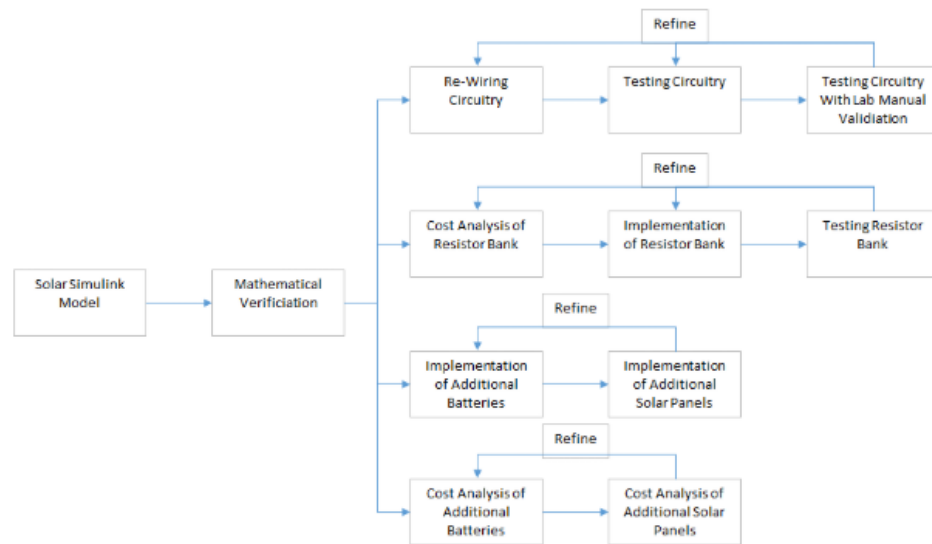 Refine
Re-Wiring
Circuitry
Testing Circuitry
Testing Circuitry
With Lab Manual
Validiation
Refine
Cost Analysis of
Resistor Bank
Implementation
of Resistor Bank
Testing Resistor
Bank
Solar Simulink
Model
Mathematical
Verificiation
Refine
Implementation
of Additional
Batteries
Implementation
of Additional
Solar Panels
Refine
Cost Analysis of
Additional
Batteries
Cost Analysis of
Additional Solar
Panels